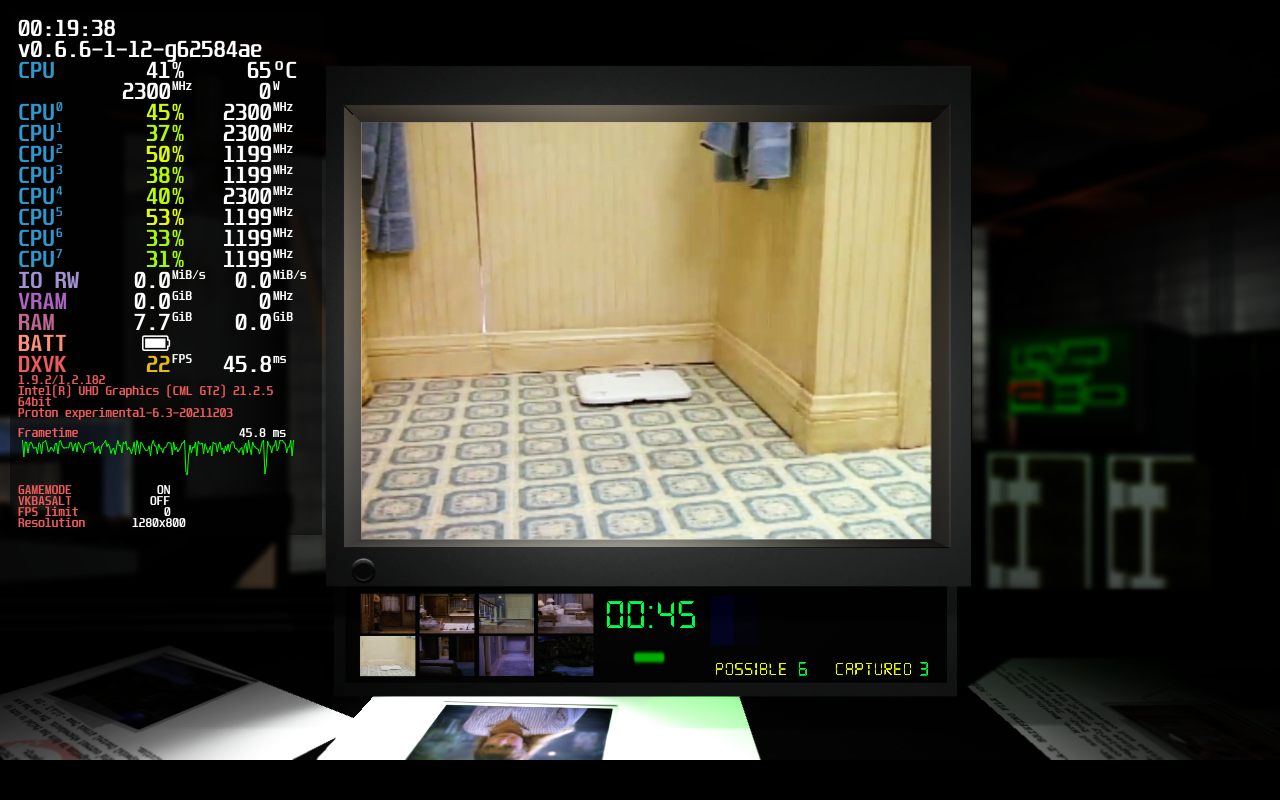 00:19:38
v0.6.6-1-12-g62584ae
CPU 41% 65°C
2300MHz 0W
CPU0 45% 2300MHz
CPU1 37% 2300MHz
CPU2 50% 1199MHz
CPU3 38% 1199MHz
CPU4 40% 2300MHz
CPU5 53% 1199MHz
CPU6 33% 1199MHz
CPU7 31% 1199MHz
IO RW 0.0MiB/s 0.0MiB/s
VRAM 0.0GiB 0MHz
RAM 7.7GiB 0.0GiB
BATT
DXVK 22FPS 45.8ms
1.9.2/1.2.182
Intel(R) UHD Graphics (CML GT2) 21.2.5
64bit
Proton experimental-6.3-20211203
Frametime 45.8 ms
GAMEMODE ON
VKBASALT OFF
FPS limit 0
Resolution 1280x800
00:45
POSSIBLE 6 CAPTURED 3